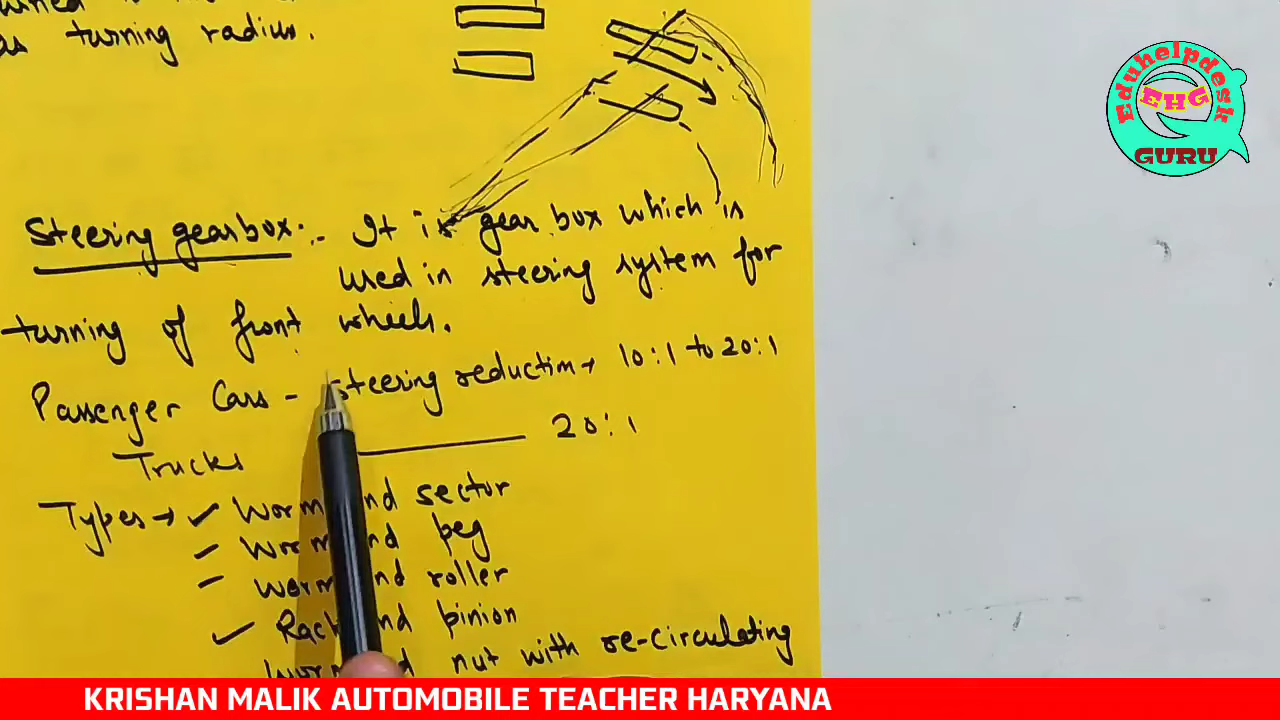 as turning radius.
Steering gearbox:- It is gear box which is
used in steering system for
turning of front wheels.
Passenger Cars - steering reduction → 10:1 to 20:1
Trucks 20:1
Types → ✓ Worm and sector
- Worm and peg
- Worm and roller
✓ Rack and pinion
nut with re-circulating
Eduhelpdesk
EHG
GURU
KRISHAN MALIK AUTOMOBILE TEACHER HARYANA